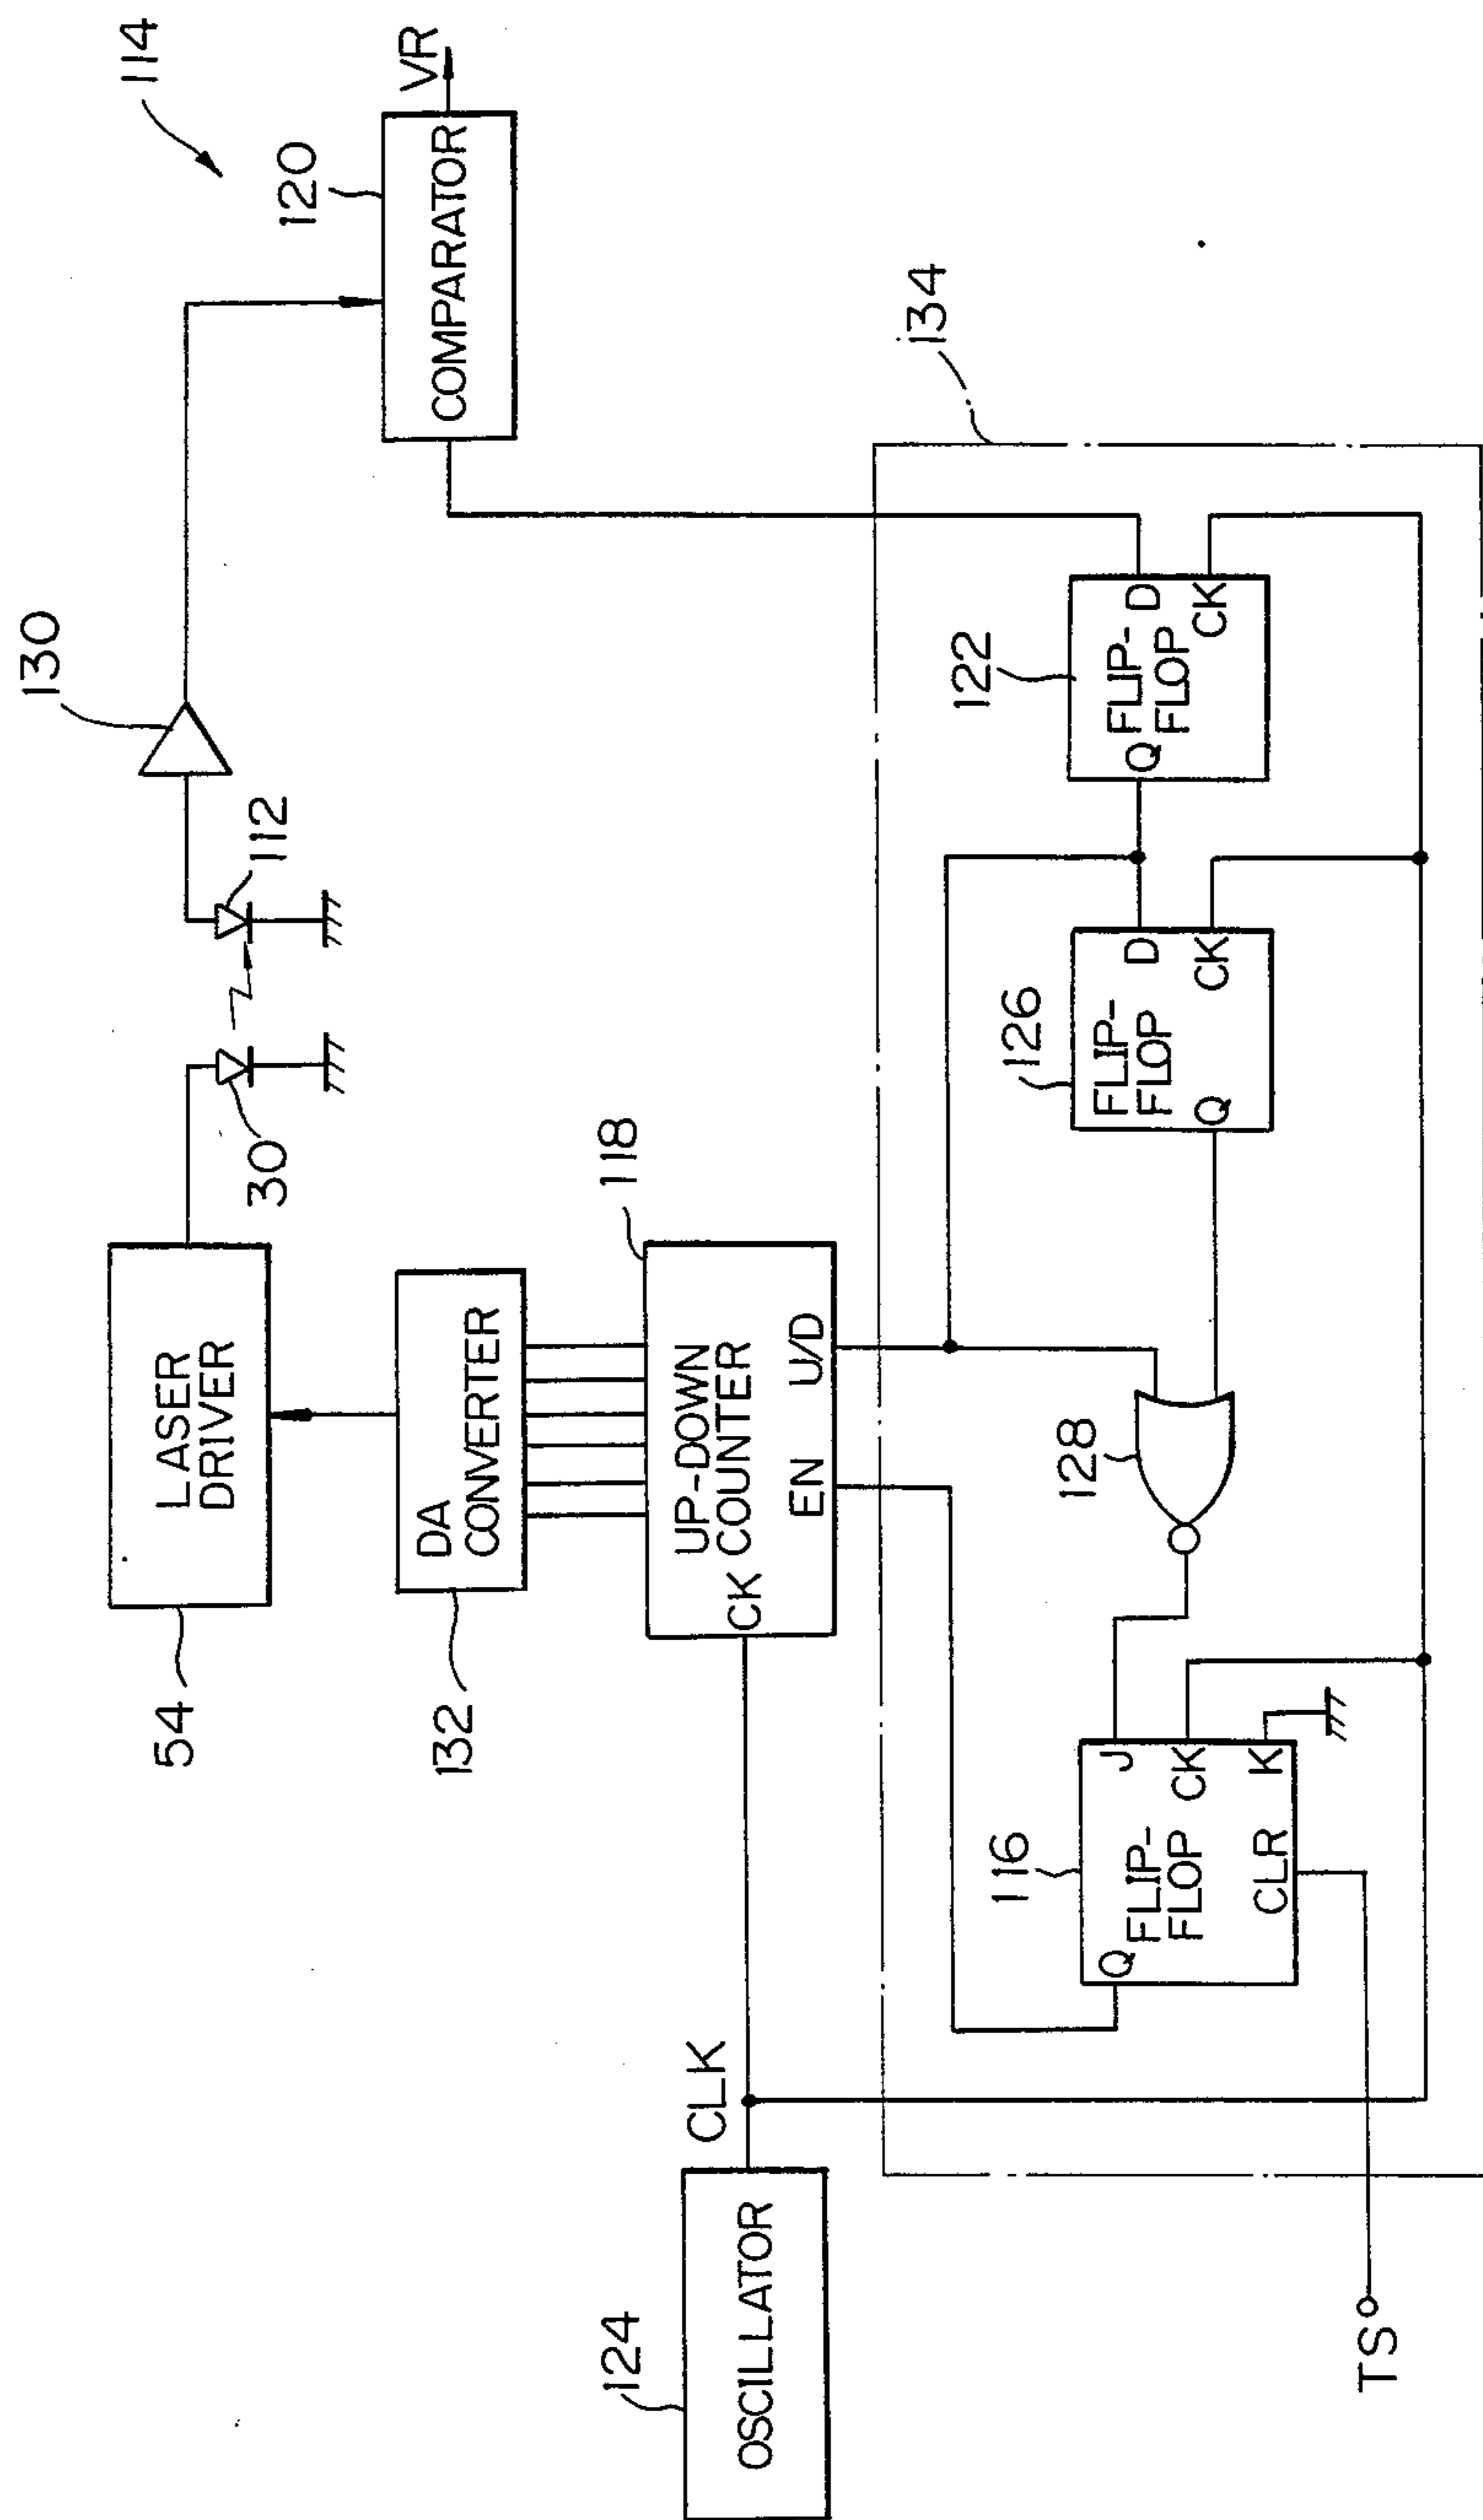 114
130
VR
120
COMPARATOR
112
30
LASER
DRIVER
54
DA
CONVERTER
132
118
UP-DOWN
COUNTER
CK
EN
U/D
CLK
OSCILLATOR
124
134
122
FLIP-
FLOP
Q
D
CK
126
FLIP-
FLOP
Q
D
CK
128
116
FLIP-
FLOP
Q
J
CK
K
CLR
TS